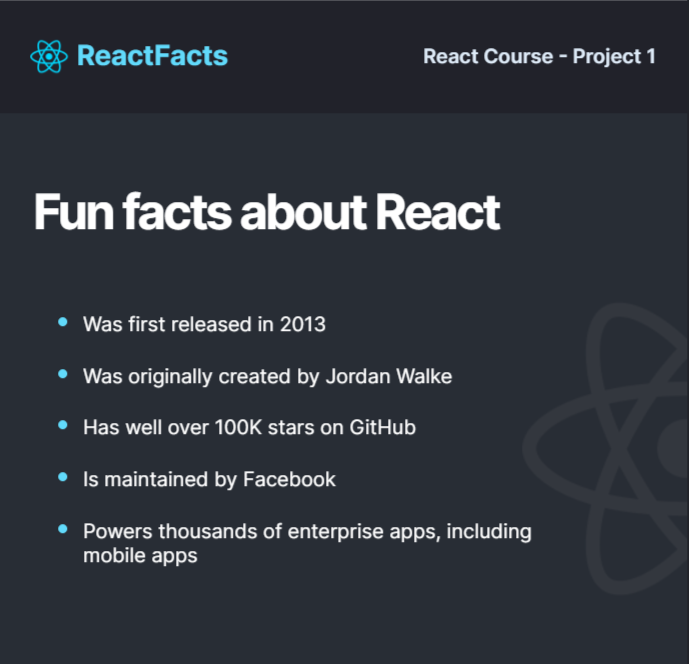 ReactFacts
React Course - Project 1
Fun facts about React
Was first released in 2013
Was originally created by Jordan Walke
Has well over 100K stars on GitHub
Is maintained by Facebook
Powers thousands of enterprise apps, including
mobile apps